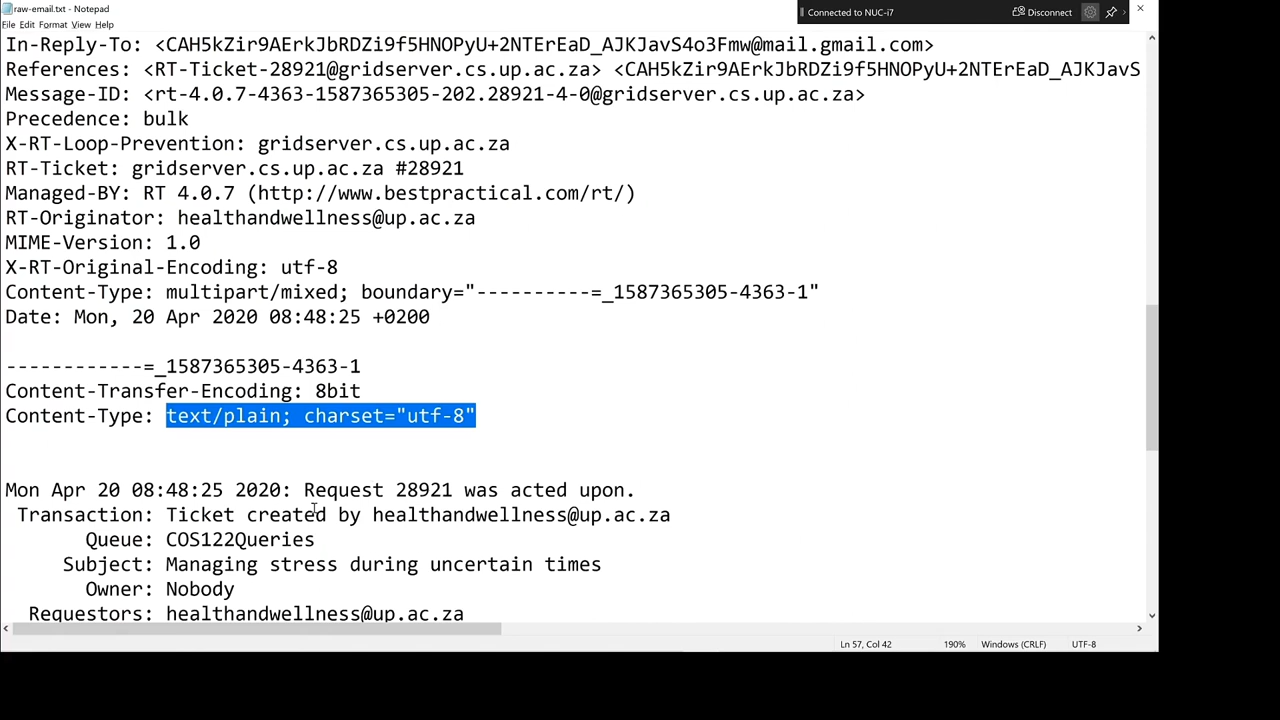 raw-email.txt - Notepad
Connected to NUC-i7
Disconnect
File Edit Format View Help
In-Reply-To: <CAH5kZir9AErkJbRDZi9f5HNOPyU+2NTErEaD_AJKJavS4o3Fmw@mail.gmail.com>
References: <RT-Ticket-28921@gridserver.cs.up.ac.za> <CAH5kZir9AErkJbRDZi9f5HNOPyU+2NTErEaD_AJKJavS
Message-ID: <rt-4.0.7-4363-1587365305-202.28921-4-0@gridserver.cs.up.ac.za>
Precedence: bulk
X-RT-Loop-Prevention: gridserver.cs.up.ac.za
RT-Ticket: gridserver.cs.up.ac.za #28921
Managed-BY: RT 4.0.7 (http://www.bestpractical.com/rt/)
RT-Originator: healthandwellness@up.ac.za
MIME-Version: 1.0
X-RT-Original-Encoding: utf-8
Content-Type: multipart/mixed; boundary="----------=_1587365305-4363-1"
Date: Mon, 20 Apr 2020 08:48:25 +0200
------------=_1587365305-4363-1
Content-Transfer-Encoding: 8bit
Content-Type: text/plain; charset="utf-8"
Mon Apr 20 08:48:25 2020: Request 28921 was acted upon.
Transaction: Ticket created by healthandwellness@up.ac.za
Queue: COS122Queries
Subject: Managing stress during uncertain times
Owner: Nobody
Requestors: healthandwellness@up.ac.za
Ln 57, Col 42
190%
Windows (CRLF)
UTF-8